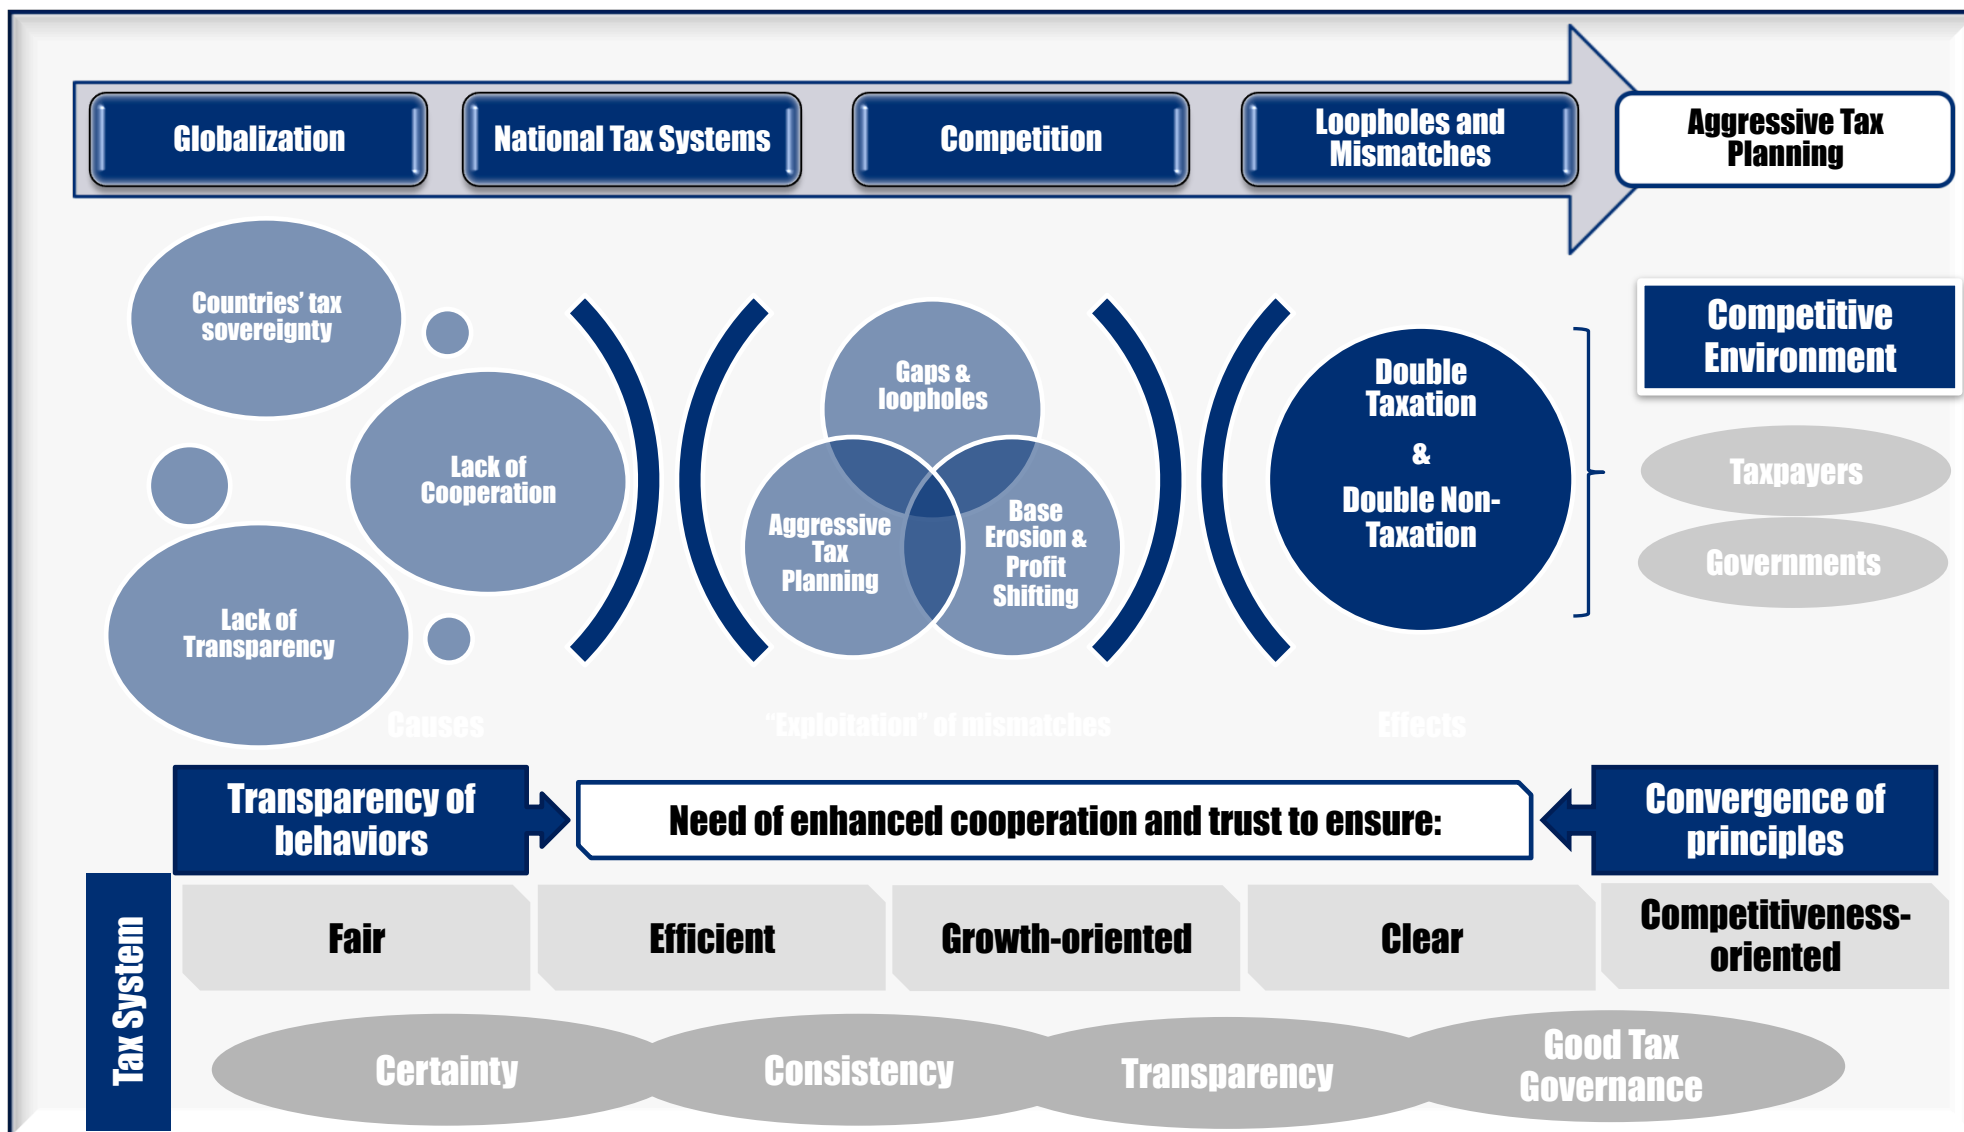 Globalization
National Tax Systems
Competition
Loopholes and
Mismatches
Aggressive Tax
Planning
Countries' tax
sovereignty
Lack of
Cooperation
Lack of
Transparency
Gaps &
loopholes
Aggressive
Tax
Planning
Base
Erosion &
Profit
Shifting
Double
Taxation
&
Double Non-
Taxation
Competitive
Environment
Taxpayers
Governments
Causes
"Exploitation" of mismatches
Effects
Transparency of
behaviors
Need of enhanced cooperation and trust to ensure:
Convergence of
principles
Tax System
Fair
Efficient
Growth-oriented
Clear
Competitiveness-
oriented
Certainty
Consistency
Transparency
Good Tax
Governance